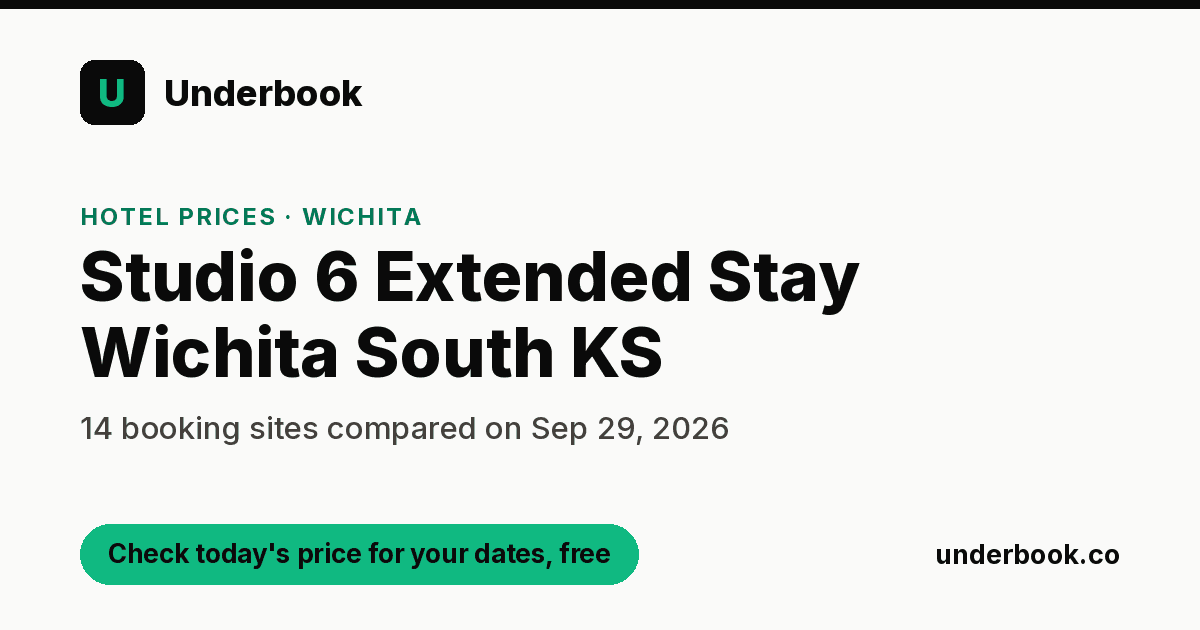 U Underbook
HOTEL PRICES · WICHITA
Studio 6 Extended Stay
Wichita South KS
14 booking sites compared on Sep 29, 2026
Check today's price for your dates, free
underbook.co